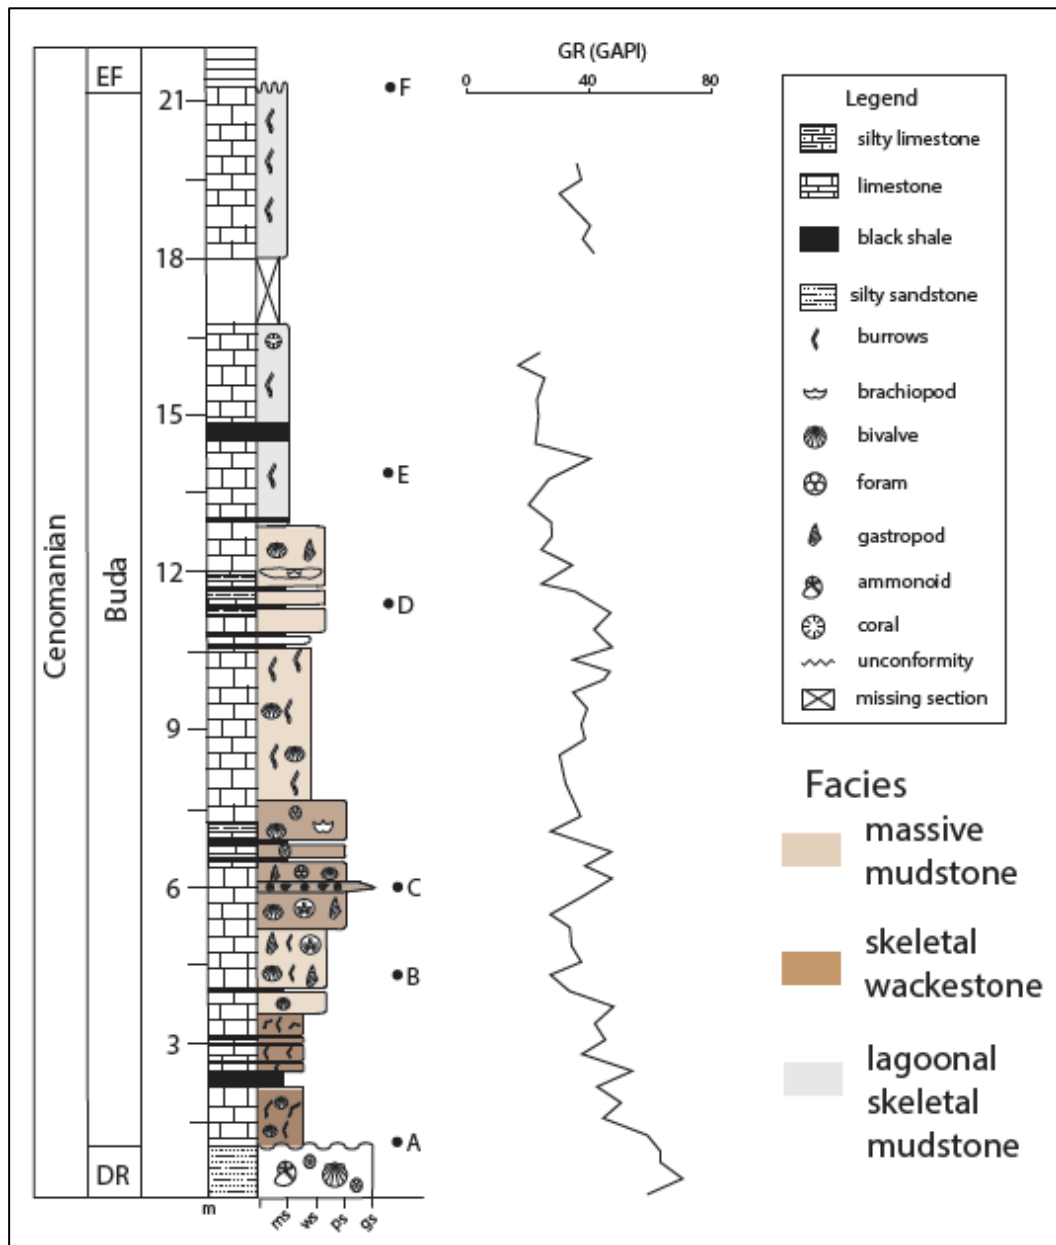 GR (GAPI)
0 40 80
EF
F
21
18
15
E
12
D
9
6
C
B
3
A
Cenomanian
Buda
DR
m
ms
ws
ps
gs
Legend
silty limestone
limestone
black shale
silty sandstone
burrows
brachiopod
bivalve
foram
gastropod
ammonoid
coral
unconformity
missing section
Facies
massive
mudstone
skeletal
wackestone
lagoonal
skeletal
mudstone